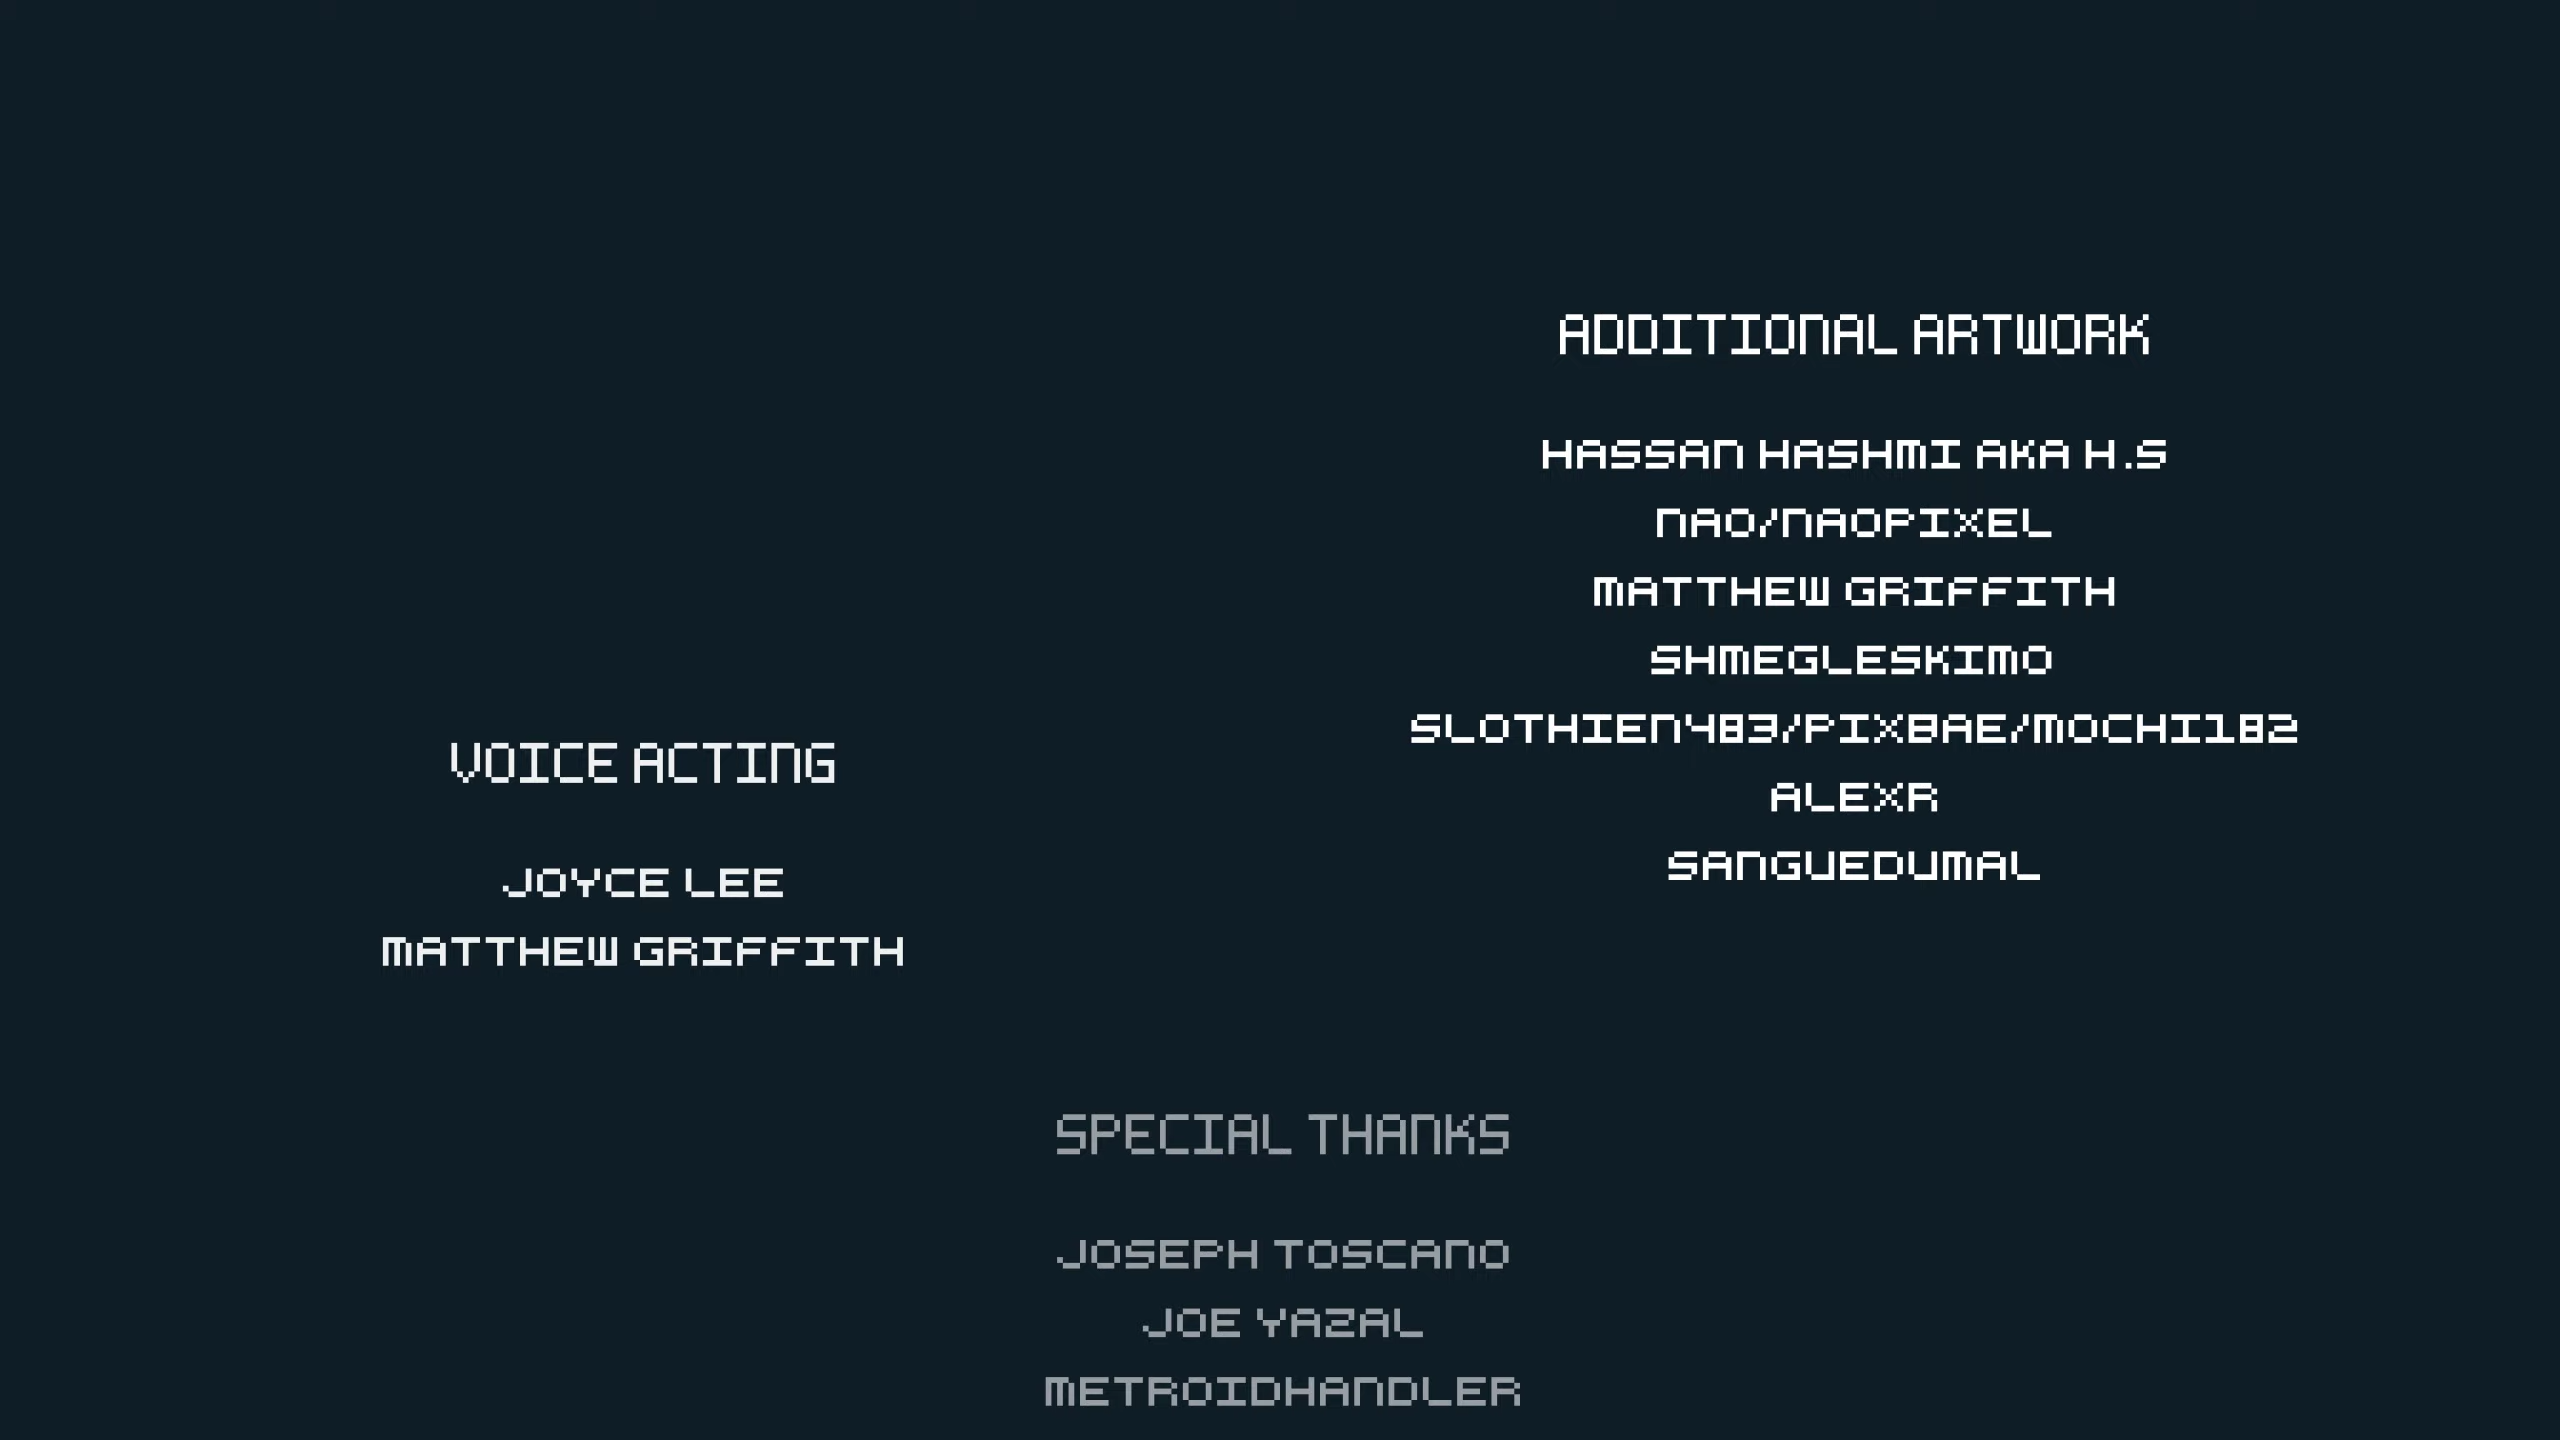 ADDITIONAL ARTWORK
HASSAN HASHMI AKA H.S
NAO/NAOPIXEL
MATTHEW GRIFFITH
SHMEGLESKIMO
SLOTHIEN483/PIXBAE/MOCHI182
ALEXR
SANGUEDUMAL
VOICE ACTING
JOYCE LEE
MATTHEW GRIFFITH
SPECIAL THANKS
JOSEPH TOSCANO
JOE YAZAL
METROIDHANDLER